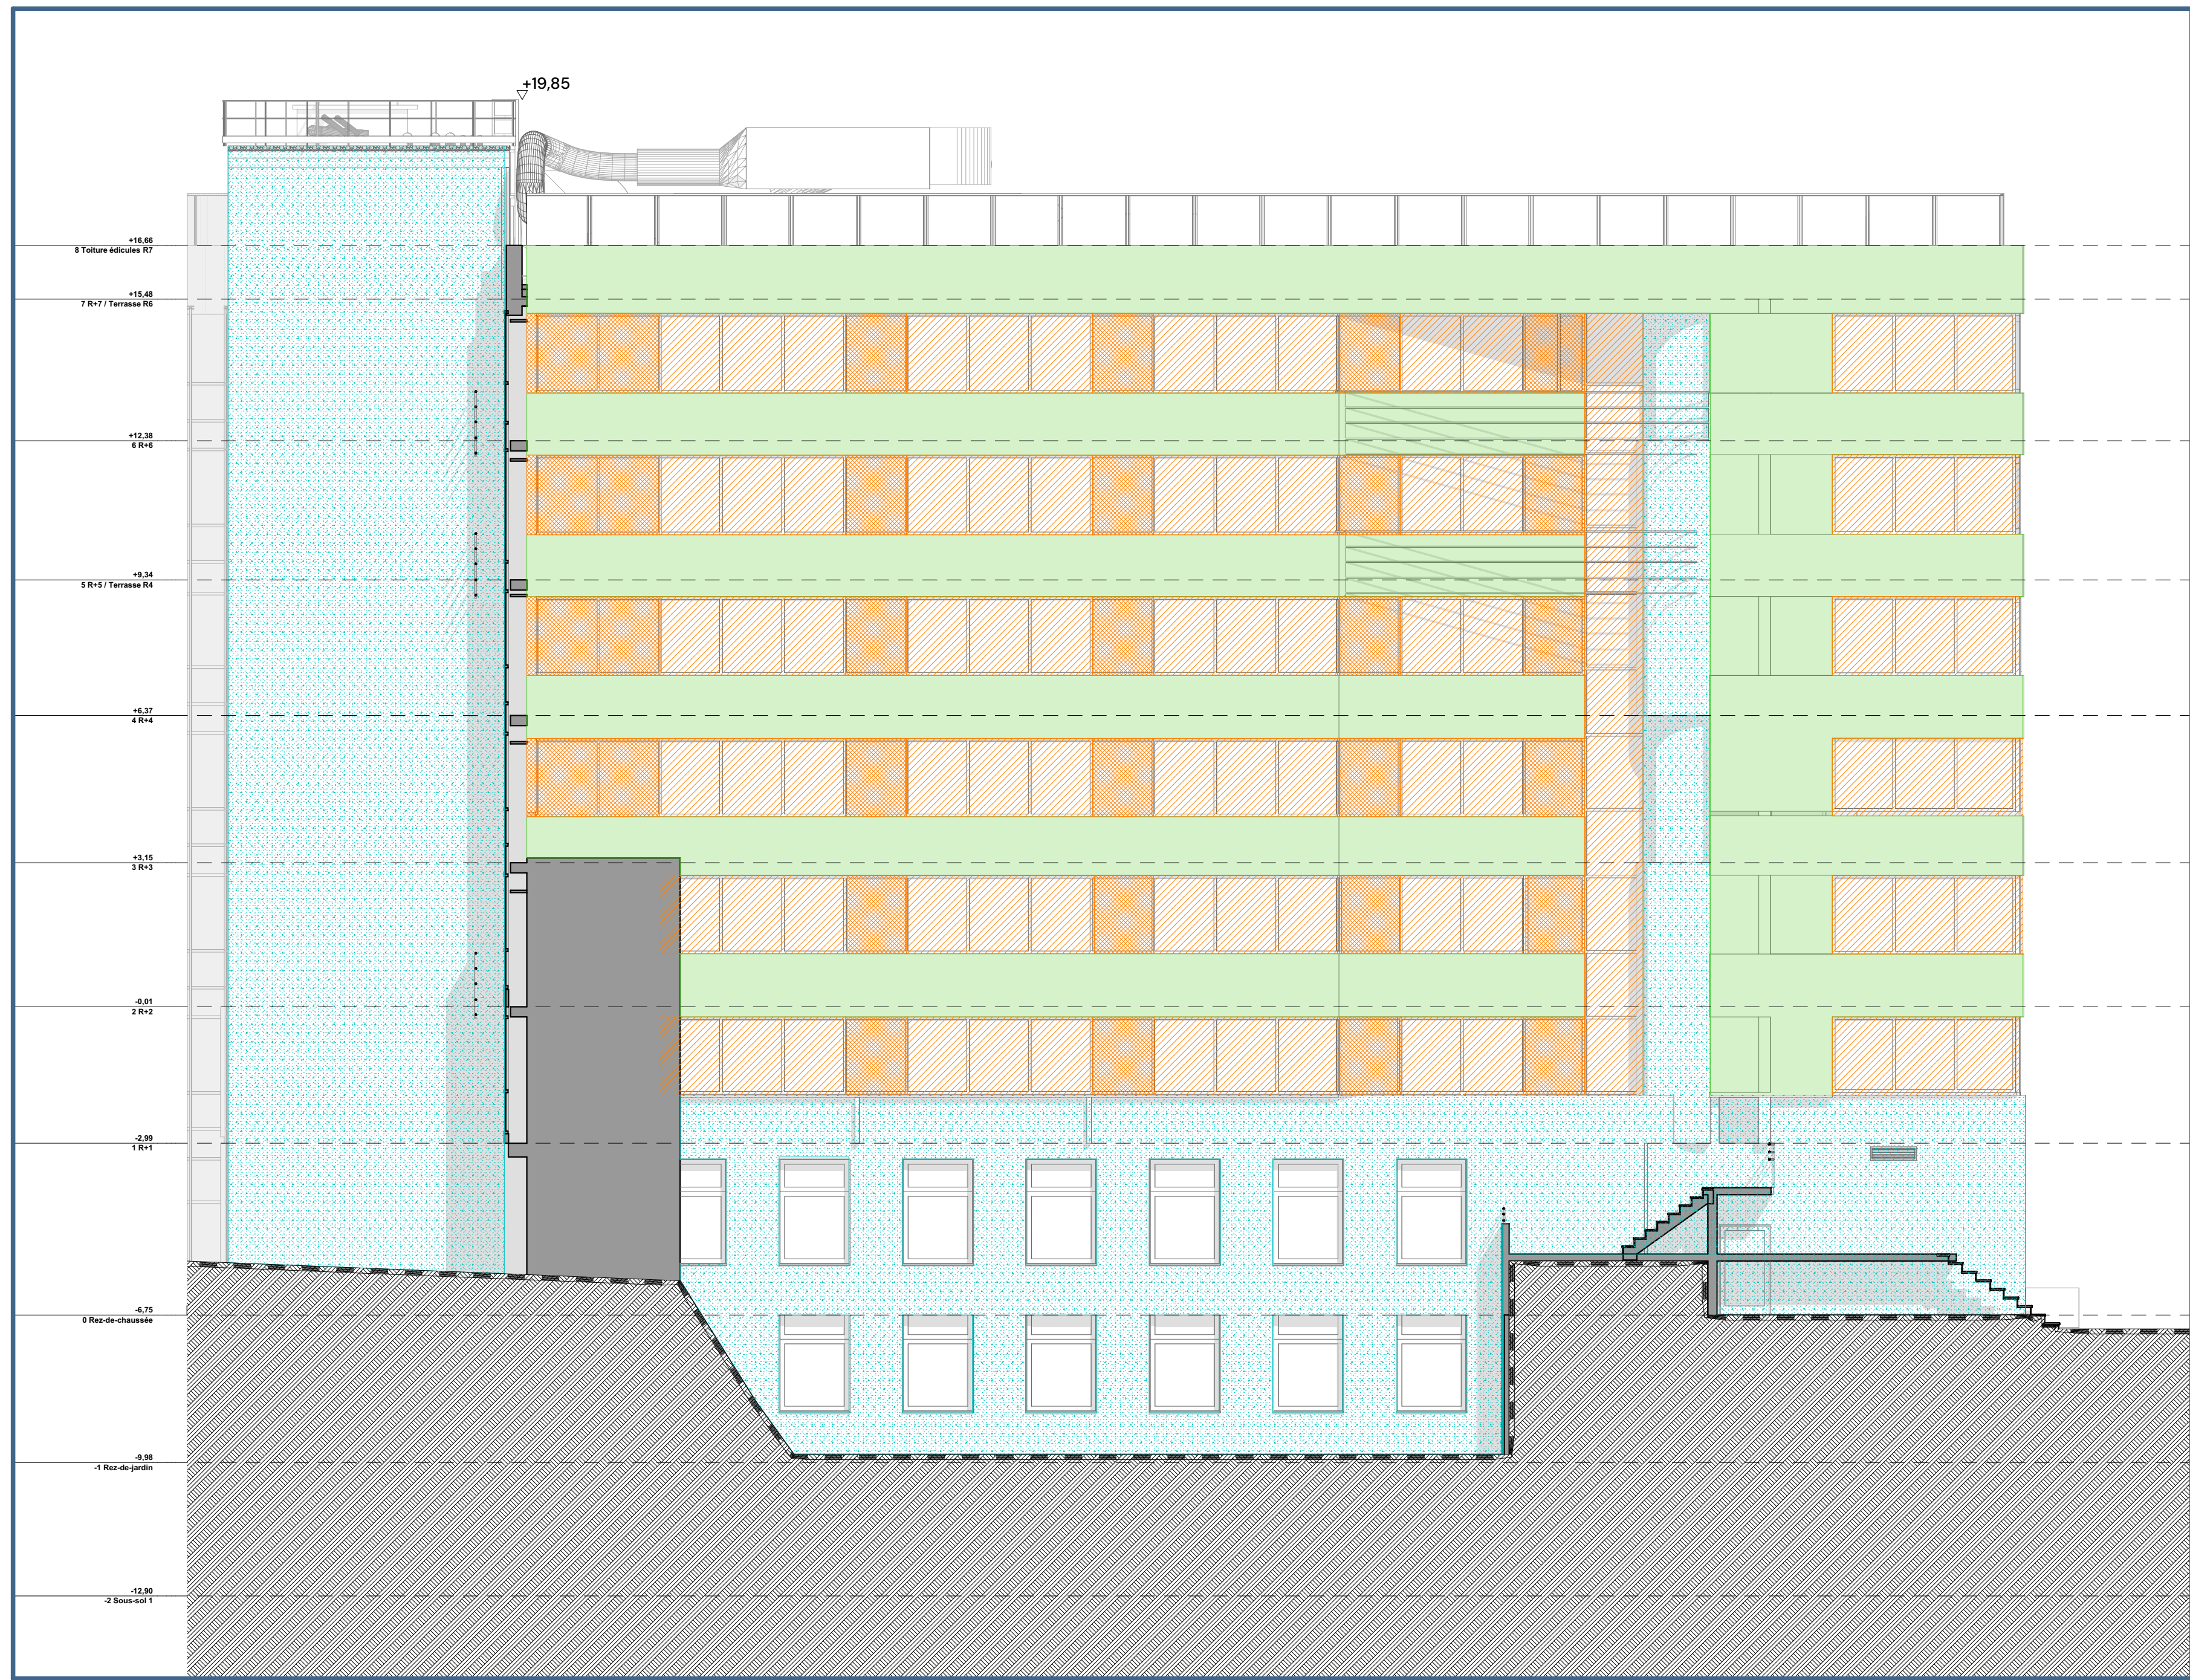 +19,85
+16,66
8 Toiture édicules R7
+15,48
7 R+7 / Terrasse R6
+12,38
6 R+6
+9,34
5 R+5 / Terrasse R4
+6,37
4 R+4
+3,15
3 R+3
-0,01
2 R+2
-2,99
1 R+1
-6,75
0 Rez-de-chaussée
-9,98
-1 Rez-de-jardin
-12,90
-2 Sous-sol 1